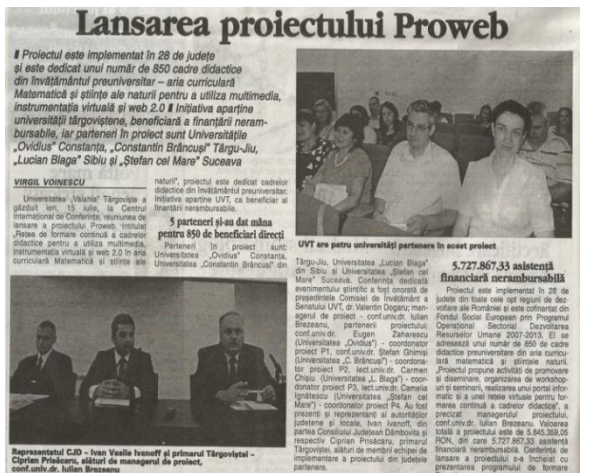 Lansarea proiectului Proweb
Proiectul este implementat în 28 de județe
și este dedicat unui număr de 850 cadre didactice
din învățământul preuniversitar – aria curriculară
Matematică și științe ale naturii pentru a utiliza multimedia,
instrumentația virtuală și web 2.0 Inițiativa aparține
universității târgoviștene, beneficiară a finanțării neram-
bursabile, iar parteneri în proiect sunt Universitățile
„Ovidius" Constanța, „Constantin Brâncuși" Târgu-Jiu,
„Lucian Blaga" Sibiu și „Ștefan cel Mare" Suceava
VIRGIL VOINESCU
Universitatea „Valahia" Târgoviște a
găzduit ieri, 15 iulie, la Centrul
Internațional de Conferințe, reuniunea de
lansare a proiectului Proweb 'Intitulat
„Rețea de formare continuă a cadrelor
didactice pentru a utiliza multimedia,
instrumentația virtuală și web 2.0 în aria
curriculară Matematică și științe ale
naturii", proiectul este dedicat cadrelor
didactice din învățământul preuniversitar.
Inițiativa aparține UVT, ca beneficiar al
finanțării nerambursabile.
5 parteneri și-au dat mâna
pentru 850 de beneficiari direcți
Parteneri în proiect sunt:
Universitatea „Ovidius" Constanța,
Universitatea „Constantin Brâncuși" din
UVT are patru universități partenere în acest proiect
Târgu-Jiu, Universitatea „Lucian Blaga"
din Sibiu și Universitatea „Ștefan cel
Mare" din Suceava. Conferința dedicată
evenimentului științific a fost onorată de
președintele Comisiei de Învățământ a
Senatului UVT, dr. Valentin Dogaru; mana-
gerul de proiect - conf.univ.dr. Iulian
Brezeanu, partenerii proiectului:
conf.univ.dr. Eugen Zaharescu
(Universitatea „Ovidius") - coordonator
proiect P1, conf.univ.dr. Stefan Ghimiși
(Universitatea „C. Brâncuși") - coordona-
tor proiect P2, lect.univ.dr. Carmen
Chișiu (Universitatea „L. Blaga") - coor-
donator proiect P3, lect.univ.dr. Camelia
Ignătescu (Universitatea „Ștefan cel
Mare") - coordonator proiect P4. Au fost
prezenți și reprezentanți ai autorităților
județene și locale, Ivan Ivanoff, din
partea Consiliului Județean Dâmbovița și
respectiv Ciprian Prisăcaru, primarul
Târgoviștei, alături de membrii echipei de
implementare a proiectului din județele
partenere.
5.727.867,33 asistență
financiară nerambursabilă
Proiectul este implementat în 28 de
județe din toate cele opt regiuni de dez-
voltare ale României și este cofinanțat din
Fondul Social European prin Programul
Operațional Sectorial Dezvoltarea
Resurselor Umane 2007-2013. El se
adresează unui număr de 850 de cadre
didactice preuniversitare din aria curricu-
lară matematică și științele naturii.
„Proiectul propune activități de promovare
și diseminare, organizarea de workshop-
uri și seminarii, realizarea unui portal infor-
matic și a unei rețele virtuale pentru for-
marea continuă a cadrelor didactice", a
precizat managerului proiectului,
conf.univ.dr. Iulian Brezeanu. Valoarea
totală a proiectului este de 5.845.369,05
RON, din care 5.727.867,33 asistență
financiară nerambursabilă. Conferința de
lansare a proiectului s-a încheiat cu
prezentarea programului de formare
Reprezentatul CJD – Ivan Vasile Ivanoff și primarul Târgoviștei –
Ciprian Prisăcaru, alături de managerul de proiect,
conf.univ.dr. Iulian Brezeanu